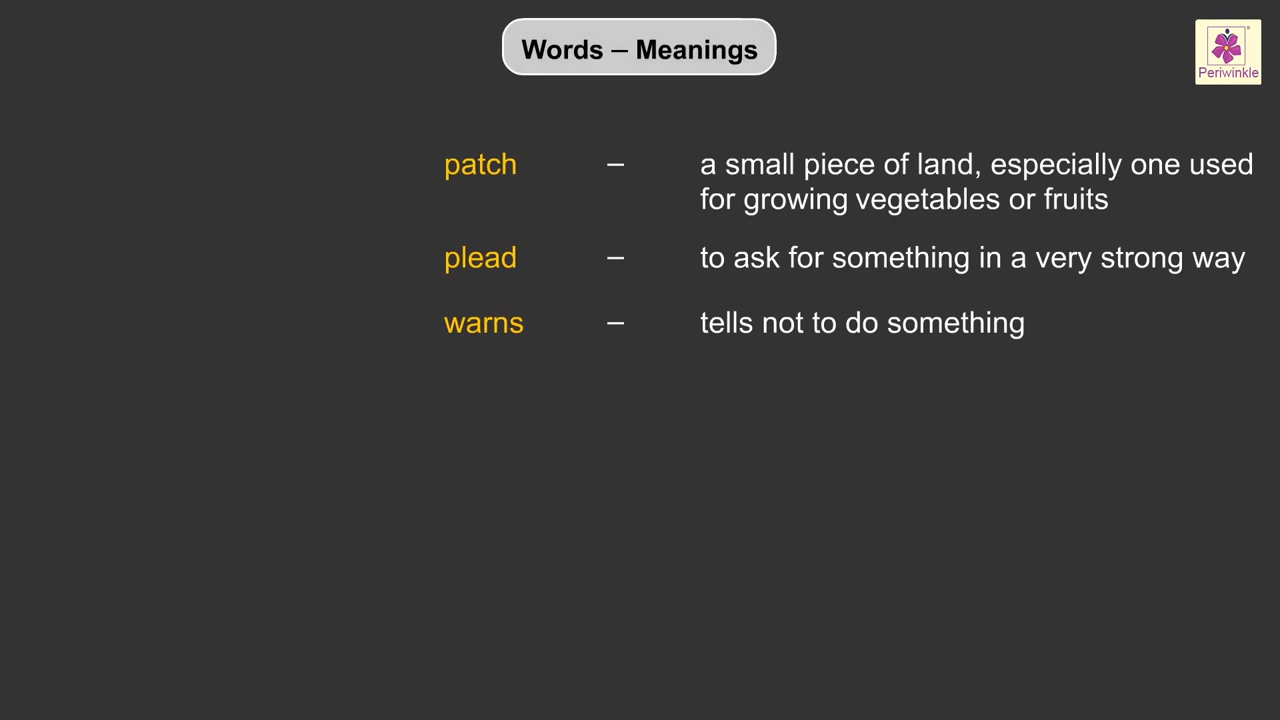 Words – Meanings
Periwinkle
patch – a small piece of land, especially one used
for growing vegetables or fruits
plead – to ask for something in a very strong way
warns – tells not to do something